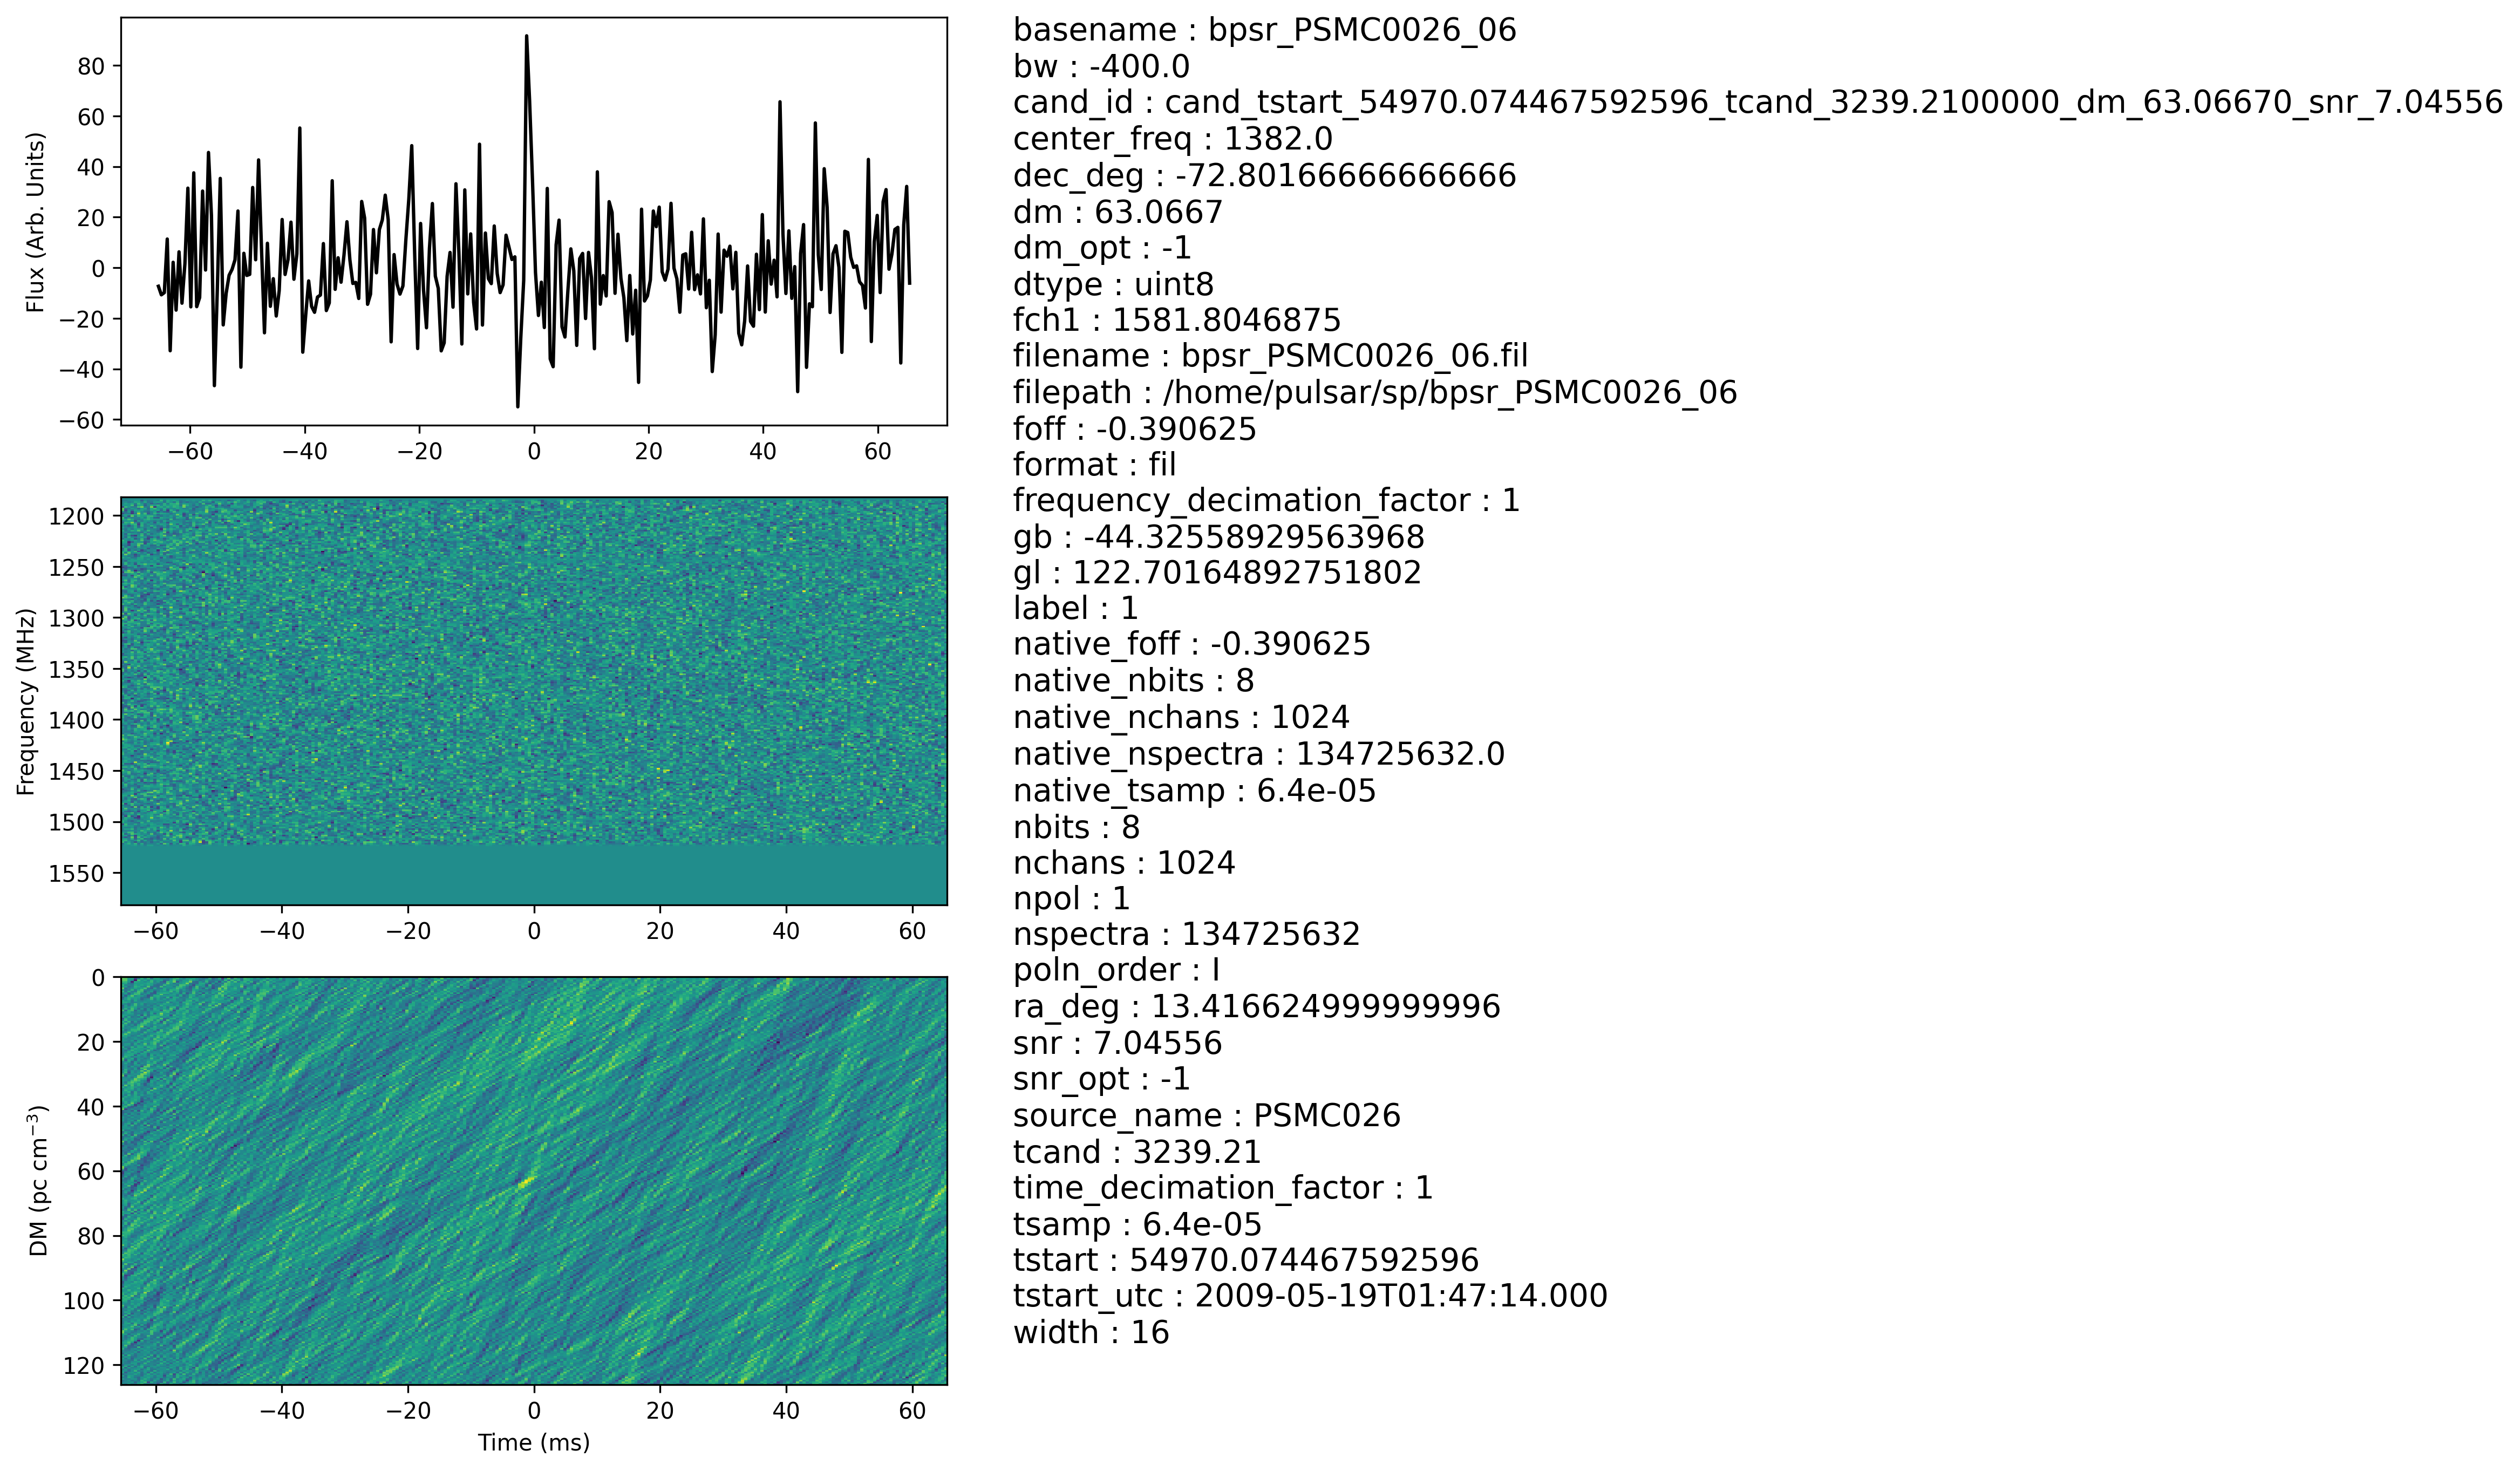 80
60
40
20
0
−20
−40
−60
Flux (Arb. Units)
−60 −40 −20 0 20 40 60
1200
1250
1300
1350
1400
1450
1500
1550
Frequency (MHz)
−60 −40 −20 0 20 40 60
0
20
40
60
80
100
120
DM (pc cm⁻³)
−60 −40 −20 0 20 40 60
Time (ms)
basename : bpsr_PSMC0026_06
bw : -400.0
cand_id : cand_tstart_54970.074467592596_tcand_3239.2100000_dm_63.06670_snr_7.04556
center_freq : 1382.0
dec_deg : -72.80166666666666
dm : 63.0667
dm_opt : -1
dtype : uint8
fch1 : 1581.8046875
filename : bpsr_PSMC0026_06.fil
filepath : /home/pulsar/sp/bpsr_PSMC0026_06
foff : -0.390625
format : fil
frequency_decimation_factor : 1
gb : -44.32558929563968
gl : 122.70164892751802
label : 1
native_foff : -0.390625
native_nbits : 8
native_nchans : 1024
native_nspectra : 134725632.0
native_tsamp : 6.4e-05
nbits : 8
nchans : 1024
npol : 1
nspectra : 134725632
poln_order : I
ra_deg : 13.416624999999996
snr : 7.04556
snr_opt : -1
source_name : PSMC026
tcand : 3239.21
time_decimation_factor : 1
tsamp : 6.4e-05
tstart : 54970.074467592596
tstart_utc : 2009-05-19T01:47:14.000
width : 16